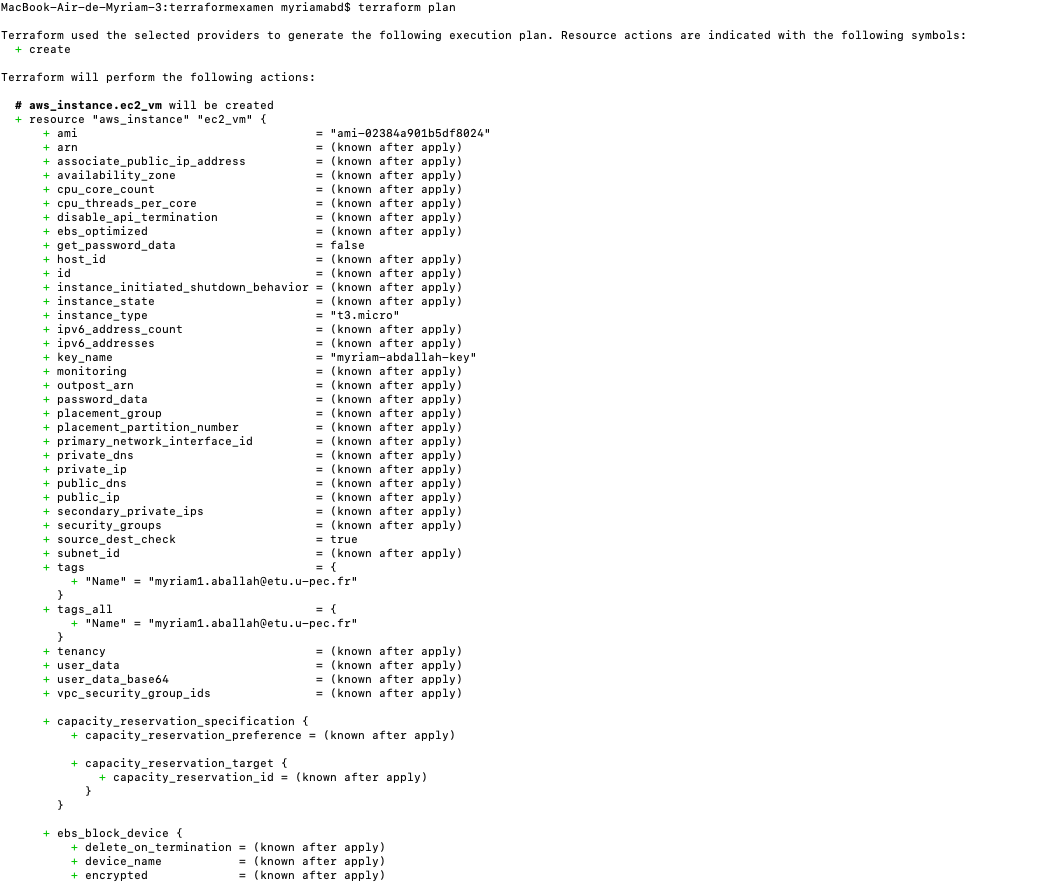 MacBook-Air-de-Myriam-3:terraformexamen myriamabd$ terraform plan
Terraform used the selected providers to generate the following execution plan. Resource actions are indicated with the following symbols:
+ create
Terraform will perform the following actions:
# aws_instance.ec2_vm will be created
+ resource "aws_instance" "ec2_vm" {
+ ami = "ami-02384a901b5df8024"
+ arn = (known after apply)
+ associate_public_ip_address = (known after apply)
+ availability_zone = (known after apply)
+ cpu_core_count = (known after apply)
+ cpu_threads_per_core = (known after apply)
+ disable_api_termination = (known after apply)
+ ebs_optimized = (known after apply)
+ get_password_data = false
+ host_id = (known after apply)
+ id = (known after apply)
+ instance_initiated_shutdown_behavior = (known after apply)
+ instance_state = (known after apply)
+ instance_type = "t3.micro"
+ ipv6_address_count = (known after apply)
+ ipv6_addresses = (known after apply)
+ key_name = "myriam-abdallah-key"
+ monitoring = (known after apply)
+ outpost_arn = (known after apply)
+ password_data = (known after apply)
+ placement_group = (known after apply)
+ placement_partition_number = (known after apply)
+ primary_network_interface_id = (known after apply)
+ private_dns = (known after apply)
+ private_ip = (known after apply)
+ public_dns = (known after apply)
+ public_ip = (known after apply)
+ secondary_private_ips = (known after apply)
+ security_groups = (known after apply)
+ source_dest_check = true
+ subnet_id = (known after apply)
+ tags = {
+ "Name" = "myriam1.aballah@etu.u-pec.fr"
}
+ tags_all = {
+ "Name" = "myriam1.aballah@etu.u-pec.fr"
}
+ tenancy = (known after apply)
+ user_data = (known after apply)
+ user_data_base64 = (known after apply)
+ vpc_security_group_ids = (known after apply)
+ capacity_reservation_specification {
+ capacity_reservation_preference = (known after apply)
+ capacity_reservation_target {
+ capacity_reservation_id = (known after apply)
}
}
+ ebs_block_device {
+ delete_on_termination = (known after apply)
+ device_name = (known after apply)
+ encrypted = (known after apply)